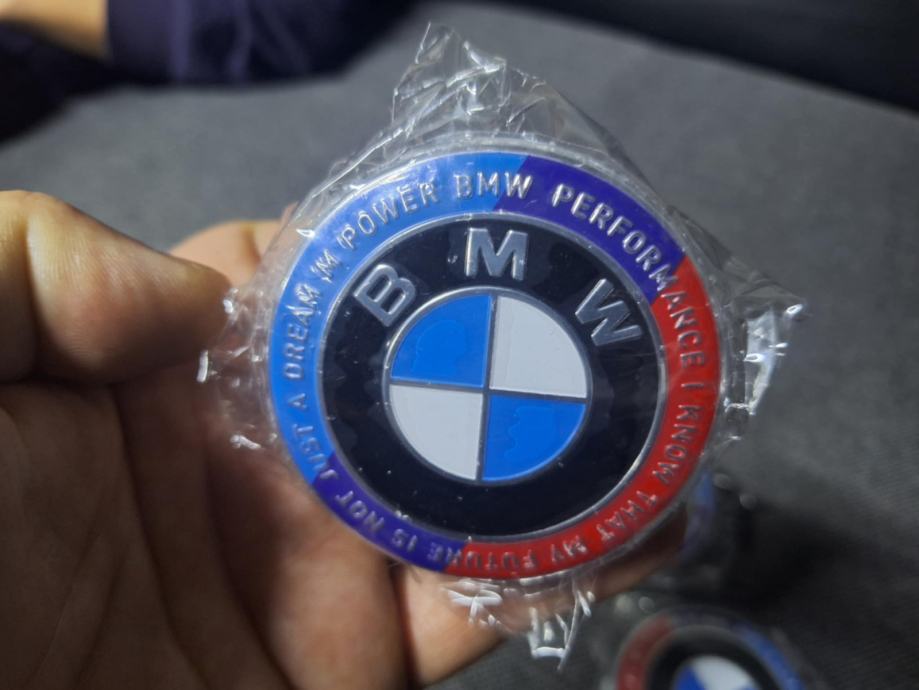 BMW
M POWER BMW PERFORMANCE I KNOW THAT MY FUTURE IS NOT JUST A DREAM